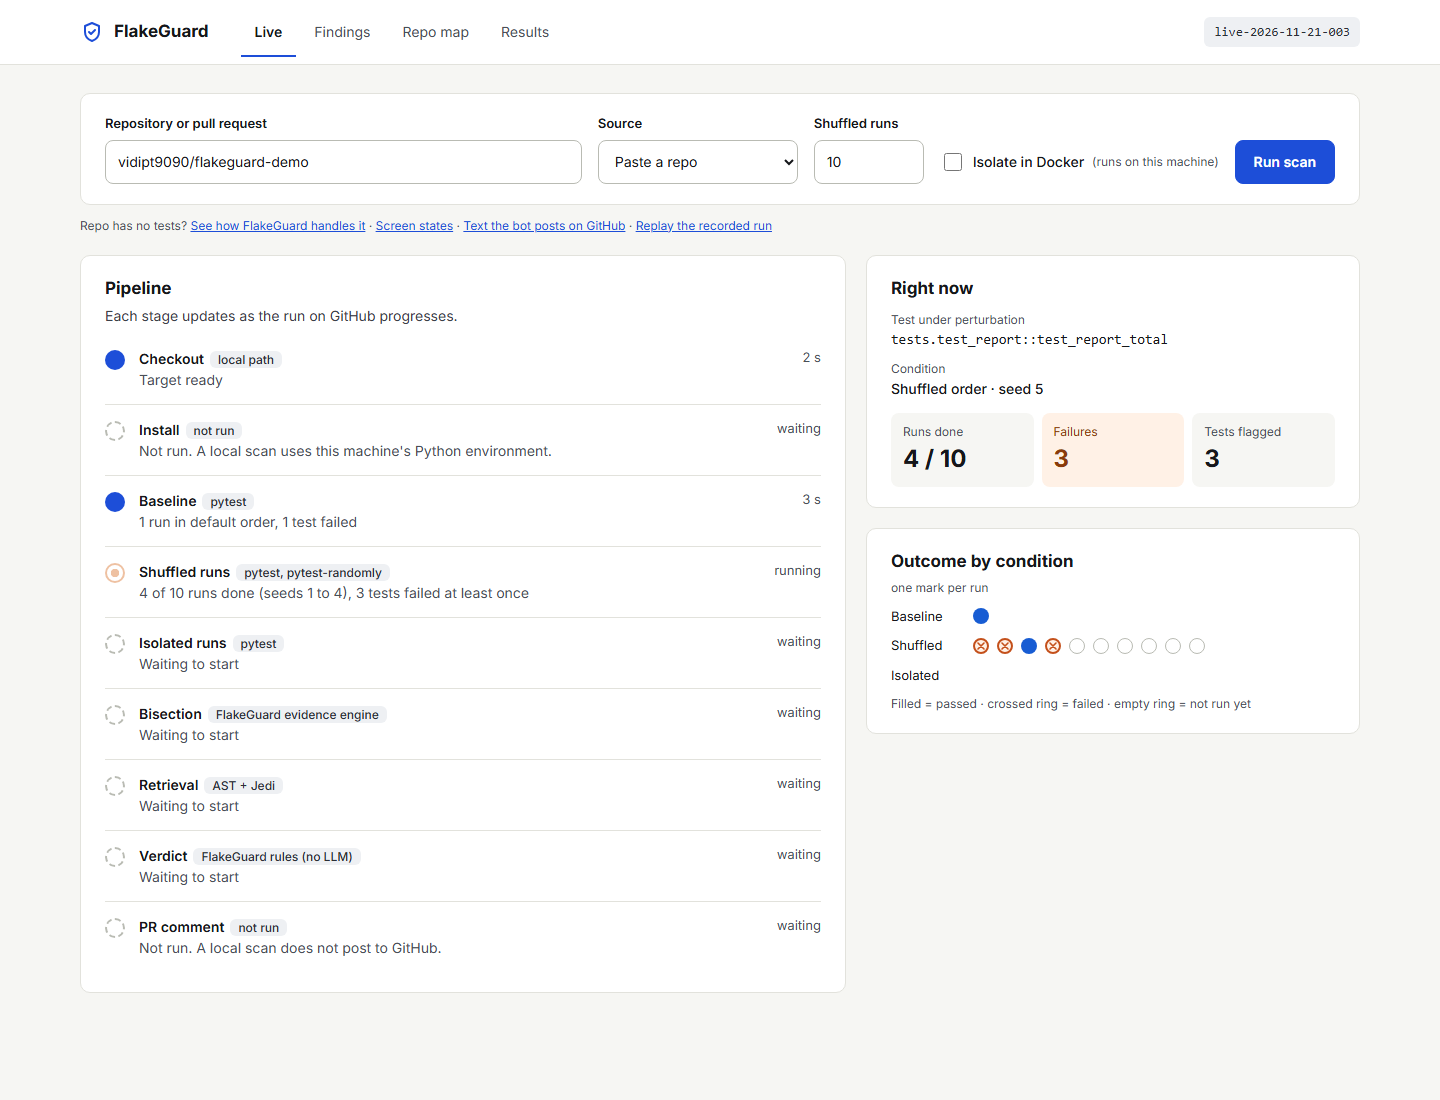 FlakeGuard
Live
Findings
Repo map
Results
live-2026-11-21-003
Repository or pull request
Source
Shuffled runs
vidipt9090/flakeguard-demo
Paste a repo
10
Isolate in Docker (runs on this machine)
Run scan
Repo has no tests? See how FlakeGuard handles it · Screen states · Text the bot posts on GitHub · Replay the recorded run
Pipeline
Each stage updates as the run on GitHub progresses.
Checkout local path 2 s
Target ready
Install not run waiting
Not run. A local scan uses this machine's Python environment.
Baseline pytest 3 s
1 run in default order, 1 test failed
Shuffled runs pytest, pytest-randomly running
4 of 10 runs done (seeds 1 to 4), 3 tests failed at least once
Isolated runs pytest waiting
Waiting to start
Bisection FlakeGuard evidence engine waiting
Waiting to start
Retrieval AST + Jedi waiting
Waiting to start
Verdict FlakeGuard rules (no LLM) waiting
Waiting to start
PR comment not run waiting
Not run. A local scan does not post to GitHub.
Right now
Test under perturbation
tests.test_report::test_report_total
Condition
Shuffled order · seed 5
Runs done
4 / 10
Failures
3
Tests flagged
3
Outcome by condition
one mark per run
Baseline
Shuffled
Isolated
Filled = passed · crossed ring = failed · empty ring = not run yet